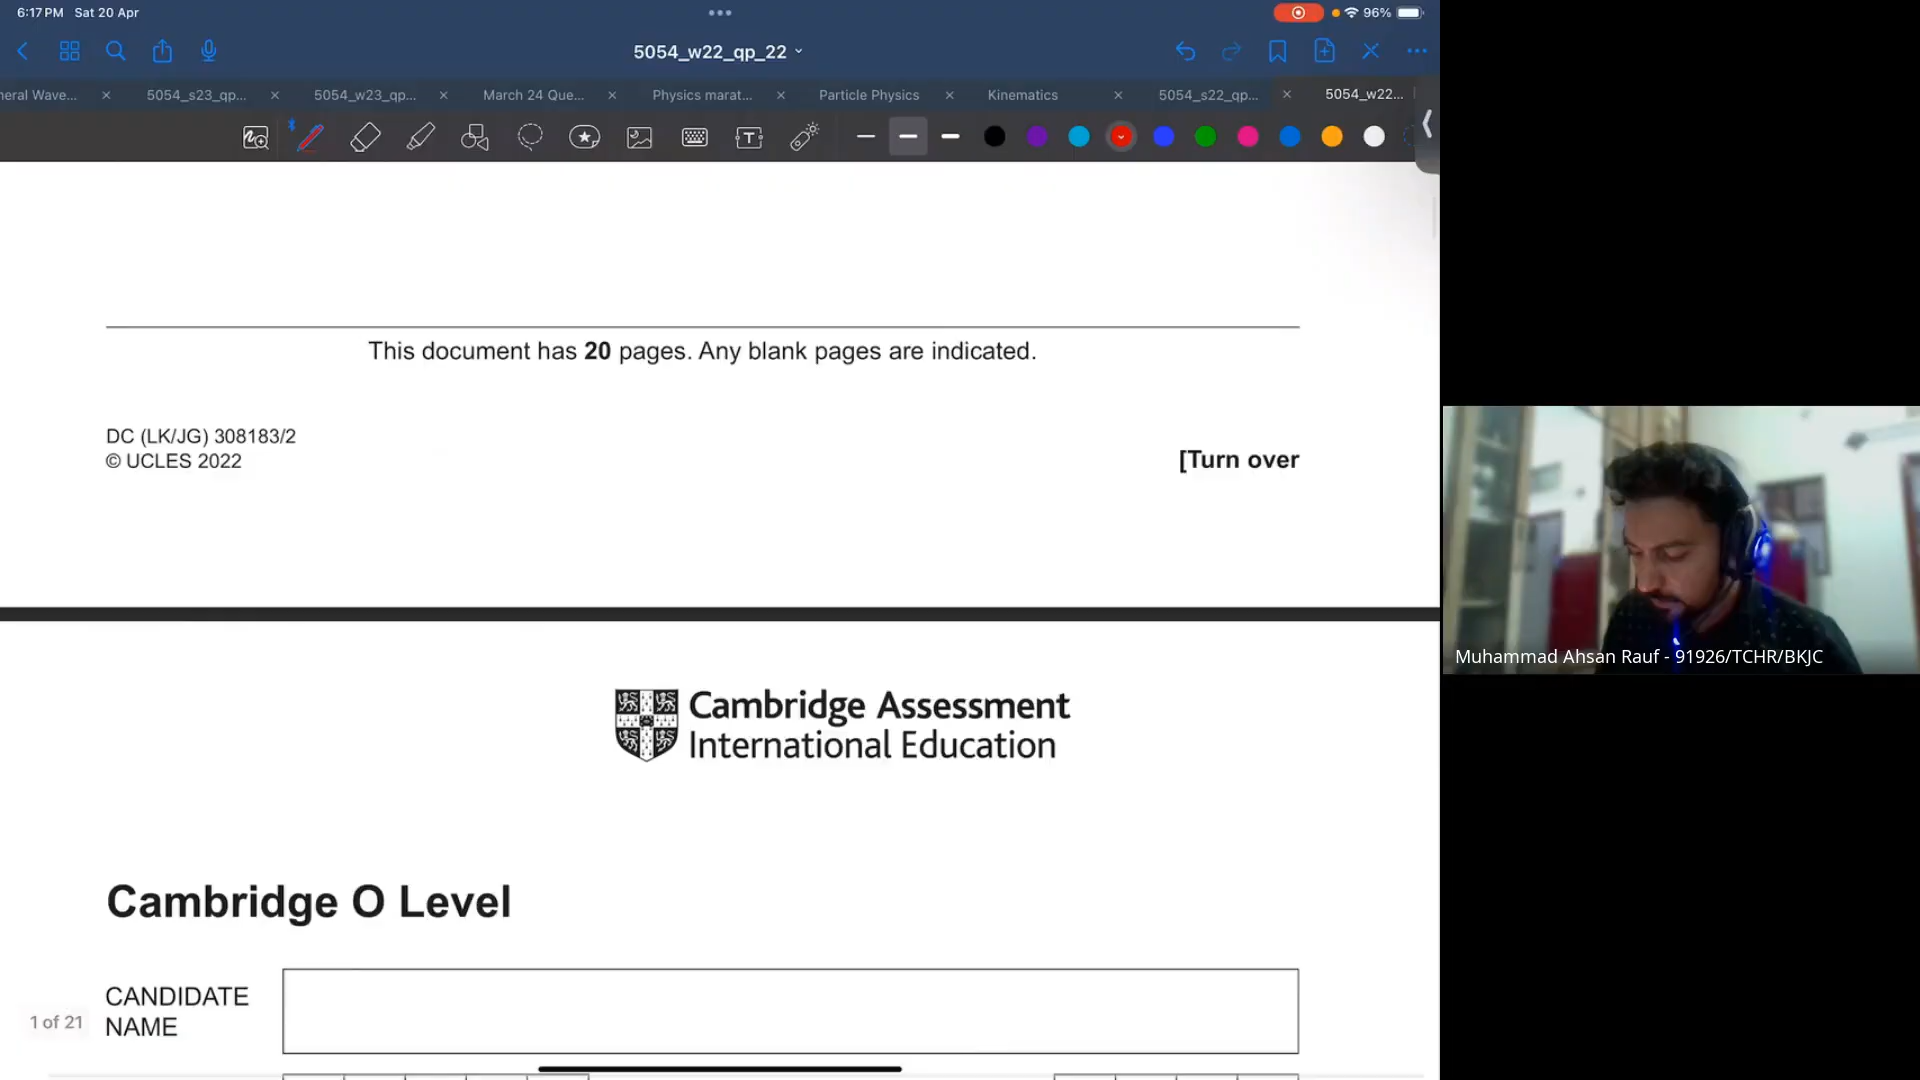 6:17 PM Sat 20 Apr
96%
5054_w22_qp_22
neral Wave...
5054_s23_qp...
5054_w23_qp...
March 24 Que...
Physics marat...
Particle Physics
Kinematics
5054_s22_qp...
5054_w22...
This document has 20 pages. Any blank pages are indicated.
DC (LK/JG) 308183/2
© UCLES 2022
[Turn over
Cambridge Assessment
International Education
Cambridge O Level
CANDIDATE
NAME
1 of 21
Muhammad Ahsan Rauf - 91926/TCHR/BKJC